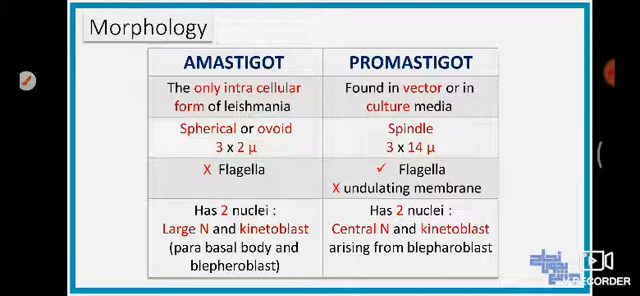 Morphology
AMASTIGOT
The only intra cellular
form of leishmania
Spherical or ovoid
3 x 2 µ
X Flagella
Has 2 nuclei :
Large N and kinetoblast
(para basal body and
blepheroblast)
PROMASTIGOT
Found in vector or in
culture media
Spindle
3 x 14 µ
✓ Flagella
X undulating membrane
Has 2 nuclei :
Central N and kinetoblast
arising from blepharoblast
RECORDER